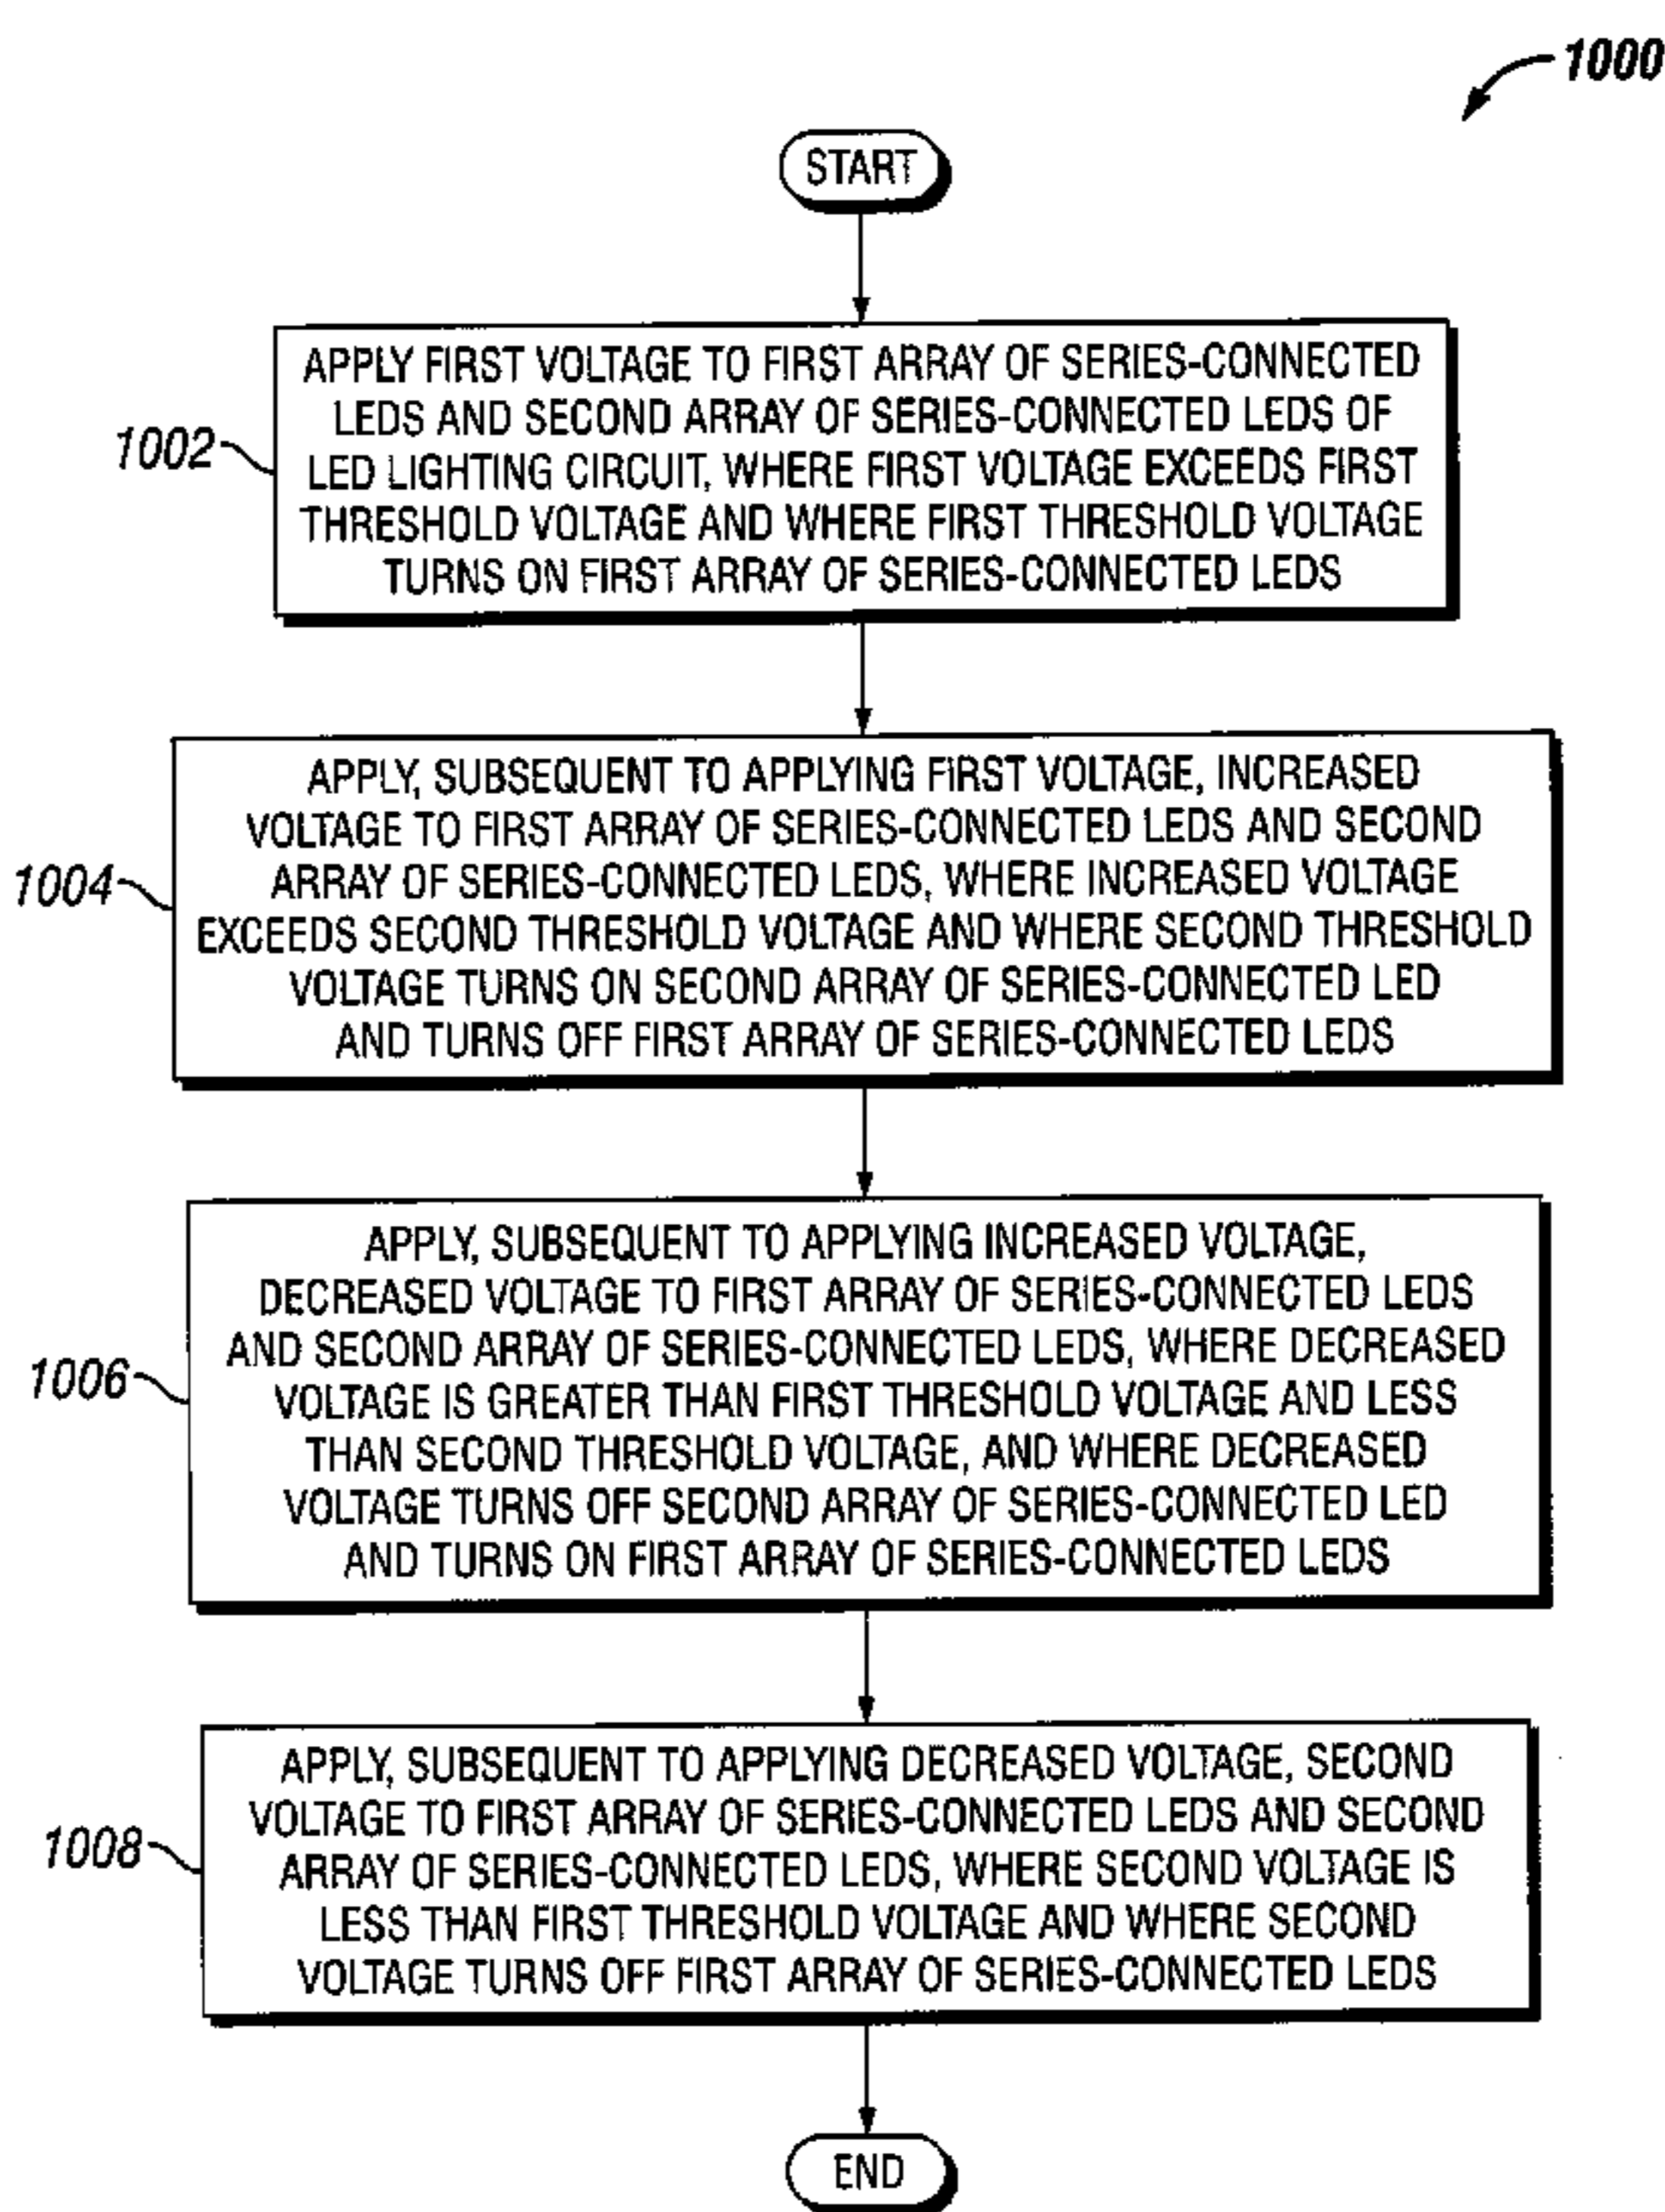 1000
START
APPLY FIRST VOLTAGE TO FIRST ARRAY OF SERIES-CONNECTED
LEDS AND SECOND ARRAY OF SERIES-CONNECTED LEDS OF
LED LIGHTING CIRCUIT, WHERE FIRST VOLTAGE EXCEEDS FIRST
THRESHOLD VOLTAGE AND WHERE FIRST THRESHOLD VOLTAGE
TURNS ON FIRST ARRAY OF SERIES-CONNECTED LEDS
1002
APPLY, SUBSEQUENT TO APPLYING FIRST VOLTAGE, INCREASED
VOLTAGE TO FIRST ARRAY OF SERIES-CONNECTED LEDS AND SECOND
ARRAY OF SERIES-CONNECTED LEDS, WHERE INCREASED VOLTAGE
EXCEEDS SECOND THRESHOLD VOLTAGE AND WHERE SECOND THRESHOLD
VOLTAGE TURNS ON SECOND ARRAY OF SERIES-CONNECTED LED
AND TURNS OFF FIRST ARRAY OF SERIES-CONNECTED LEDS
1004
APPLY, SUBSEQUENT TO APPLYING INCREASED VOLTAGE,
DECREASED VOLTAGE TO FIRST ARRAY OF SERIES-CONNECTED LEDS
AND SECOND ARRAY OF SERIES-CONNECTED LEDS, WHERE DECREASED
VOLTAGE IS GREATER THAN FIRST THRESHOLD VOLTAGE AND LESS
THAN SECOND THRESHOLD VOLTAGE, AND WHERE DECREASED
VOLTAGE TURNS OFF SECOND ARRAY OF SERIES-CONNECTED LED
AND TURNS ON FIRST ARRAY OF SERIES-CONNECTED LEDS
1006
APPLY, SUBSEQUENT TO APPLYING DECREASED VOLTAGE, SECOND
VOLTAGE TO FIRST ARRAY OF SERIES-CONNECTED LEDS AND SECOND
ARRAY OF SERIES-CONNECTED LEDS, WHERE SECOND VOLTAGE IS
LESS THAN FIRST THRESHOLD VOLTAGE AND WHERE SECOND
VOLTAGE TURNS OFF FIRST ARRAY OF SERIES-CONNECTED LEDS
1008
END